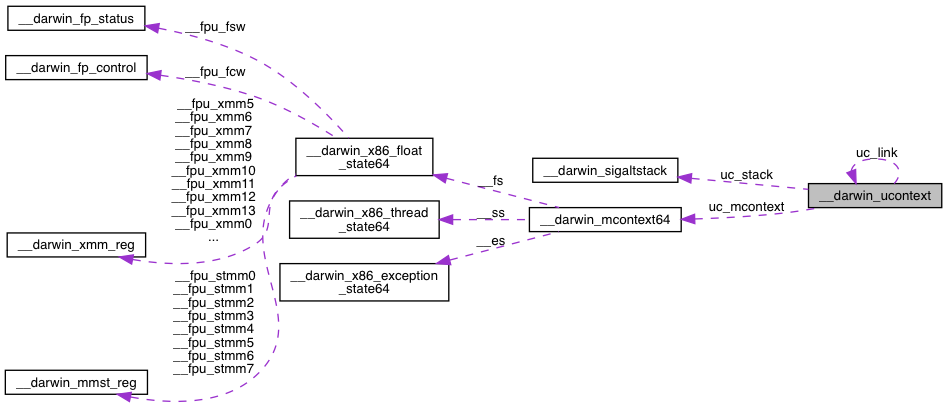 __darwin_fp_status
__fpu_fsw
__darwin_fp_control
__fpu_fcw
__fpu_xmm5
__fpu_xmm6
__fpu_xmm7
__fpu_xmm8
__fpu_xmm9
__fpu_xmm10
__fpu_xmm11
__fpu_xmm12
__fpu_xmm13
__fpu_xmm0
...
__darwin_xmm_reg
__fpu_stmm0
__fpu_stmm1
__fpu_stmm2
__fpu_stmm3
__fpu_stmm4
__fpu_stmm5
__fpu_stmm6
__fpu_stmm7
__darwin_mmst_reg
__darwin_x86_float
_state64
__fs
__darwin_x86_thread
_state64
__ss
__darwin_x86_exception
_state64
__es
__darwin_sigaltstack
__darwin_mcontext64
uc_stack
uc_mcontext
uc_link
__darwin_ucontext